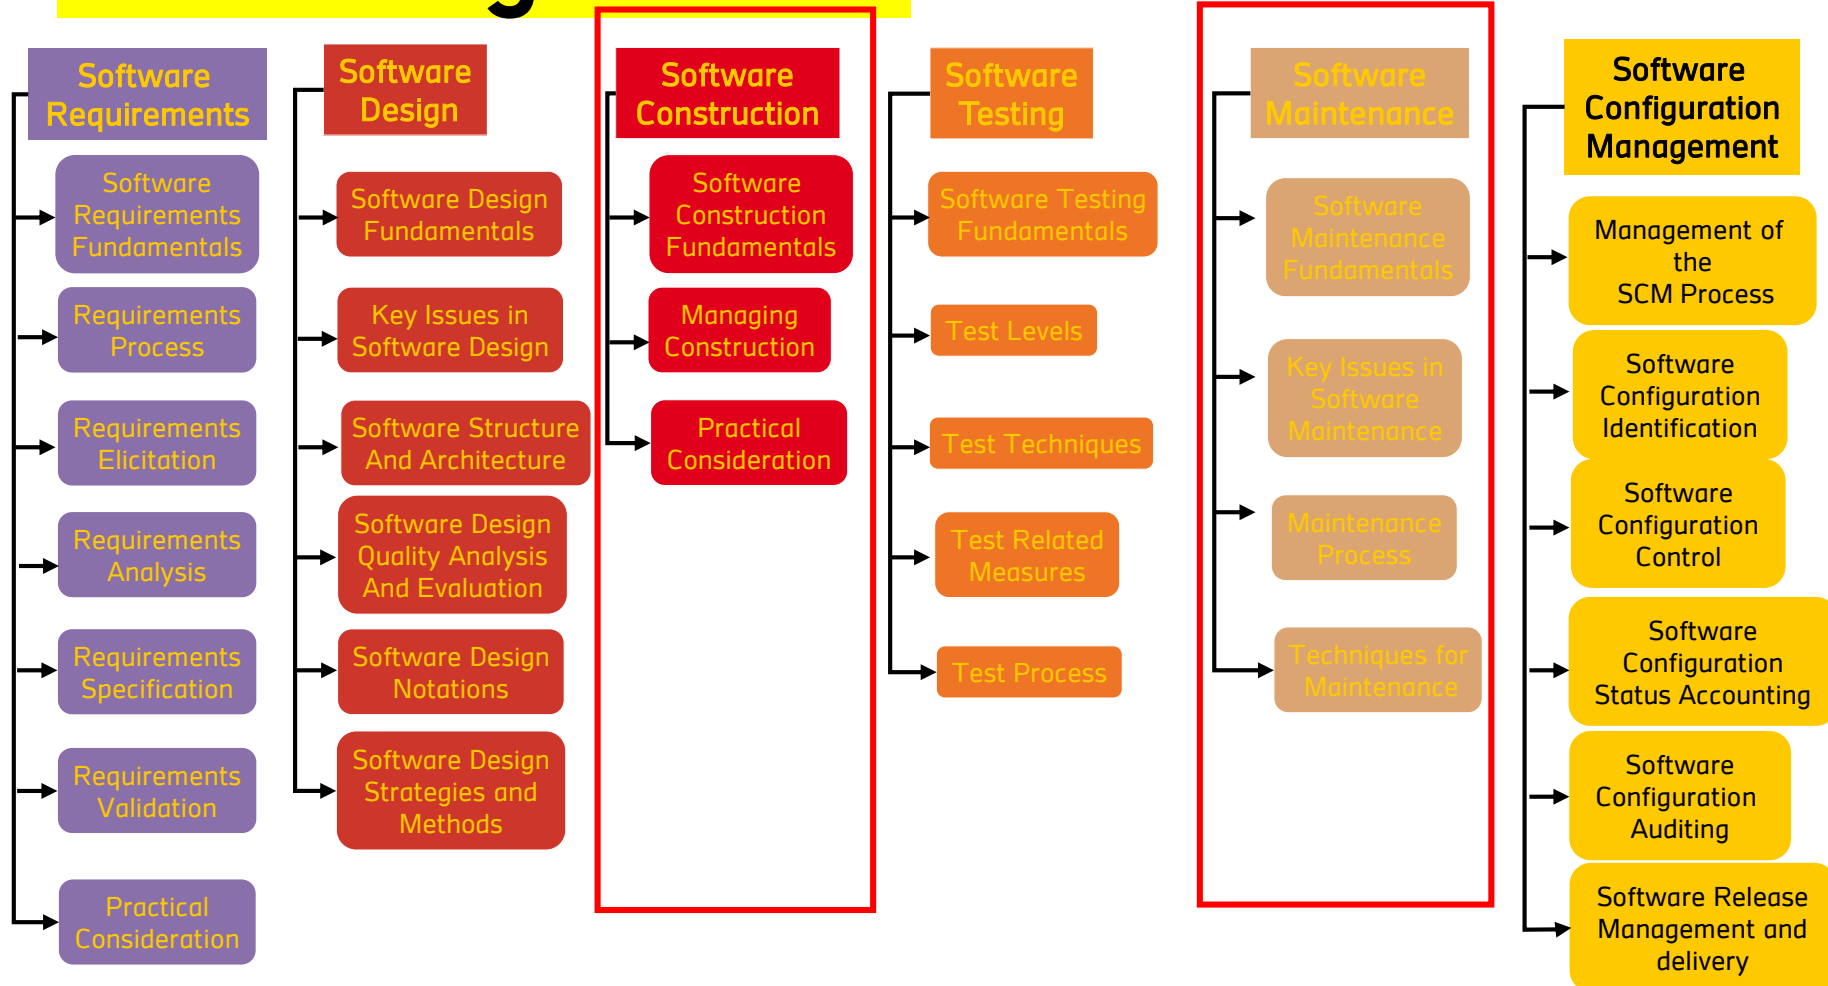 Software
Requirements
Software
Requirements
Fundamentals
Requirements
Process
Requirements
Elicitation
Requirements
Analysis
Requirements
Specification
Requirements
Validation
Practical
Consideration
Software
Design
Software Design
Fundamentals
Key Issues in
Software Design
Software Structure
And Architecture
Software Design
Quality Analysis
And Evaluation
Software Design
Notations
Software Design
Strategies and
Methods
Software
Construction
Software
Construction
Fundamentals
Managing
Construction
Practical
Consideration
Software
Testing
Software Testing
Fundamentals
Test Levels
Test Techniques
Test Related
Measures
Test Process
Software
Maintenance
Software
Maintenance
Fundamentals
Key Issues in
Software
Maintenance
Maintenance
Process
Techniques for
Maintenance
Software
Configuration
Management
Management of
the
SCM Process
Software
Configuration
Identification
Software
Configuration
Control
Software
Configuration
Status Accounting
Software
Configuration
Auditing
Software Release
Management and
delivery